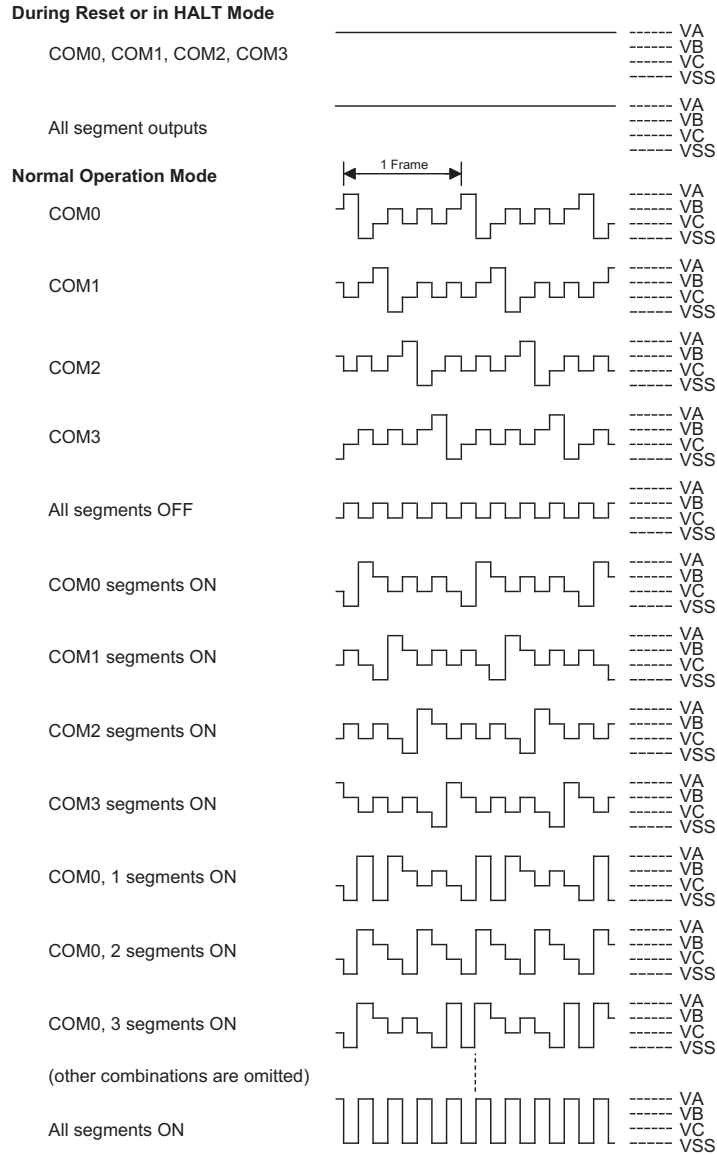 During Reset or in HALT Mode
COM0, COM1, COM2, COM3
VA
VB
VC
VSS
All segment outputs
VA
VB
VC
VSS
Normal Operation Mode
1 Frame
COM0
VA
VB
VC
VSS
COM1
VA
VB
VC
VSS
COM2
VA
VB
VC
VSS
COM3
VA
VB
VC
VSS
All segments OFF
VA
VB
VC
VSS
COM0 segments ON
VA
VB
VC
VSS
COM1 segments ON
VA
VB
VC
VSS
COM2 segments ON
VA
VB
VC
VSS
COM3 segments ON
VA
VB
VC
VSS
COM0, 1 segments ON
VA
VB
VC
VSS
COM0, 2 segments ON
VA
VB
VC
VSS
COM0, 3 segments ON
VA
VB
VC
VSS
(other combinations are omitted)
All segments ON
VA
VB
VC
VSS